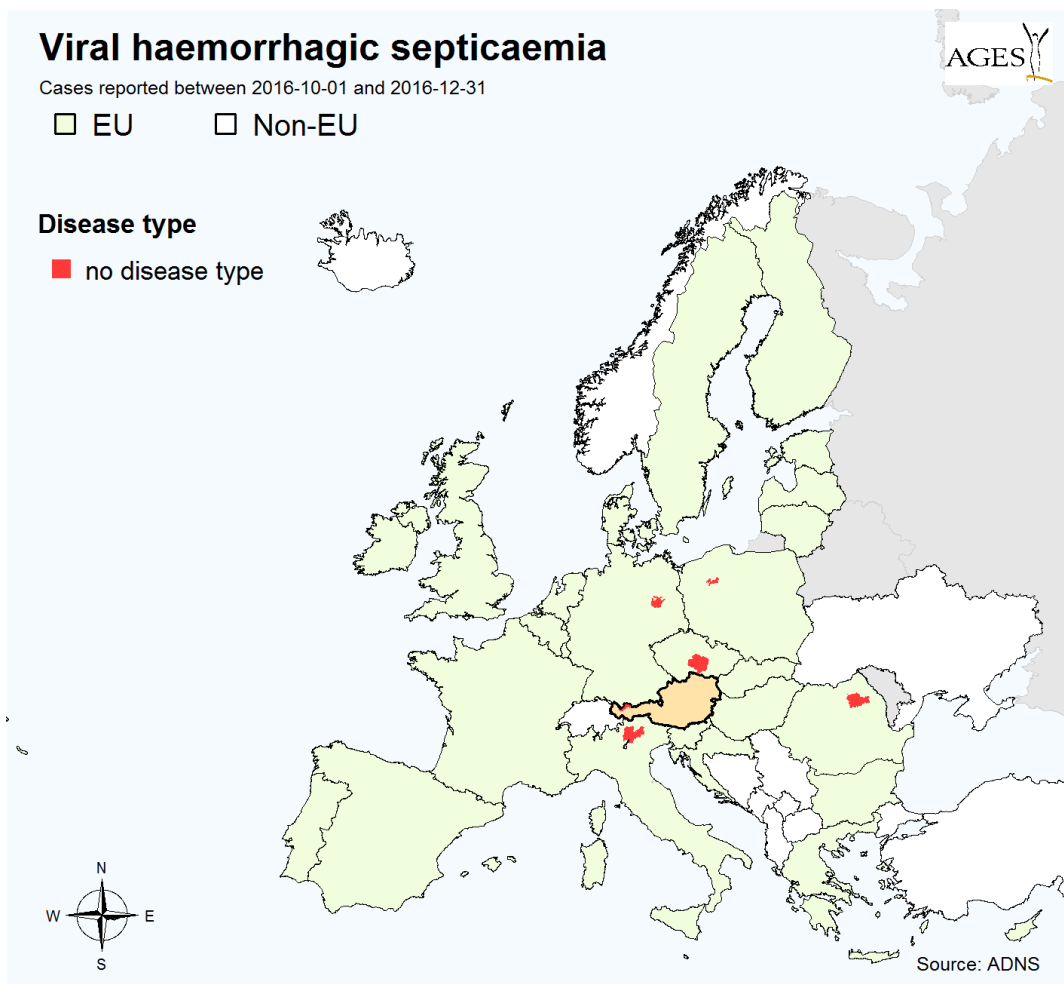 Viral haemorrhagic septicaemia
AGES
Cases reported between 2016-10-01 and 2016-12-31
EU Non-EU
Disease type
no disease type
N
W E
S
Source: ADNS